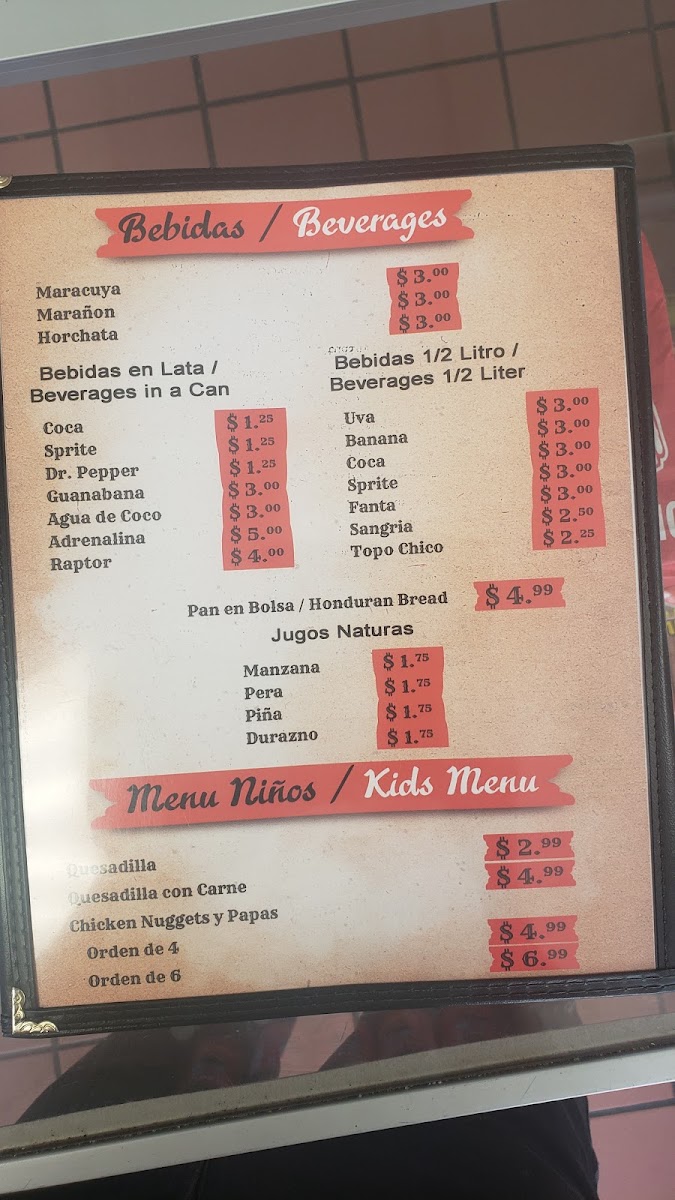 Bebidas / Beverages
Maracuya $3.00
Marañon $3.00
Horchata $3.00
Bebidas en Lata /
Beverages in a Can
Coca $1.25
Sprite $1.25
Dr. Pepper $1.25
Guanabana $3.00
Agua de Coco $3.00
Adrenalina $5.00
Raptor $4.00
Bebidas 1/2 Litro /
Beverages 1/2 Liter
Uva $3.00
Banana $3.00
Coca $3.00
Sprite $3.00
Fanta $3.00
Sangria $2.50
Topo Chico $2.25
Pan en Bolsa / Honduran Bread $4.99
Jugos Naturas
Manzana $1.75
Pera $1.75
Piña $1.75
Durazno $1.75
Menu Niños / Kids Menu
Quesadilla $2.99
Quesadilla con Carne $4.99
Chicken Nuggets y Papas
Orden de 4 $4.99
Orden de 6 $6.99